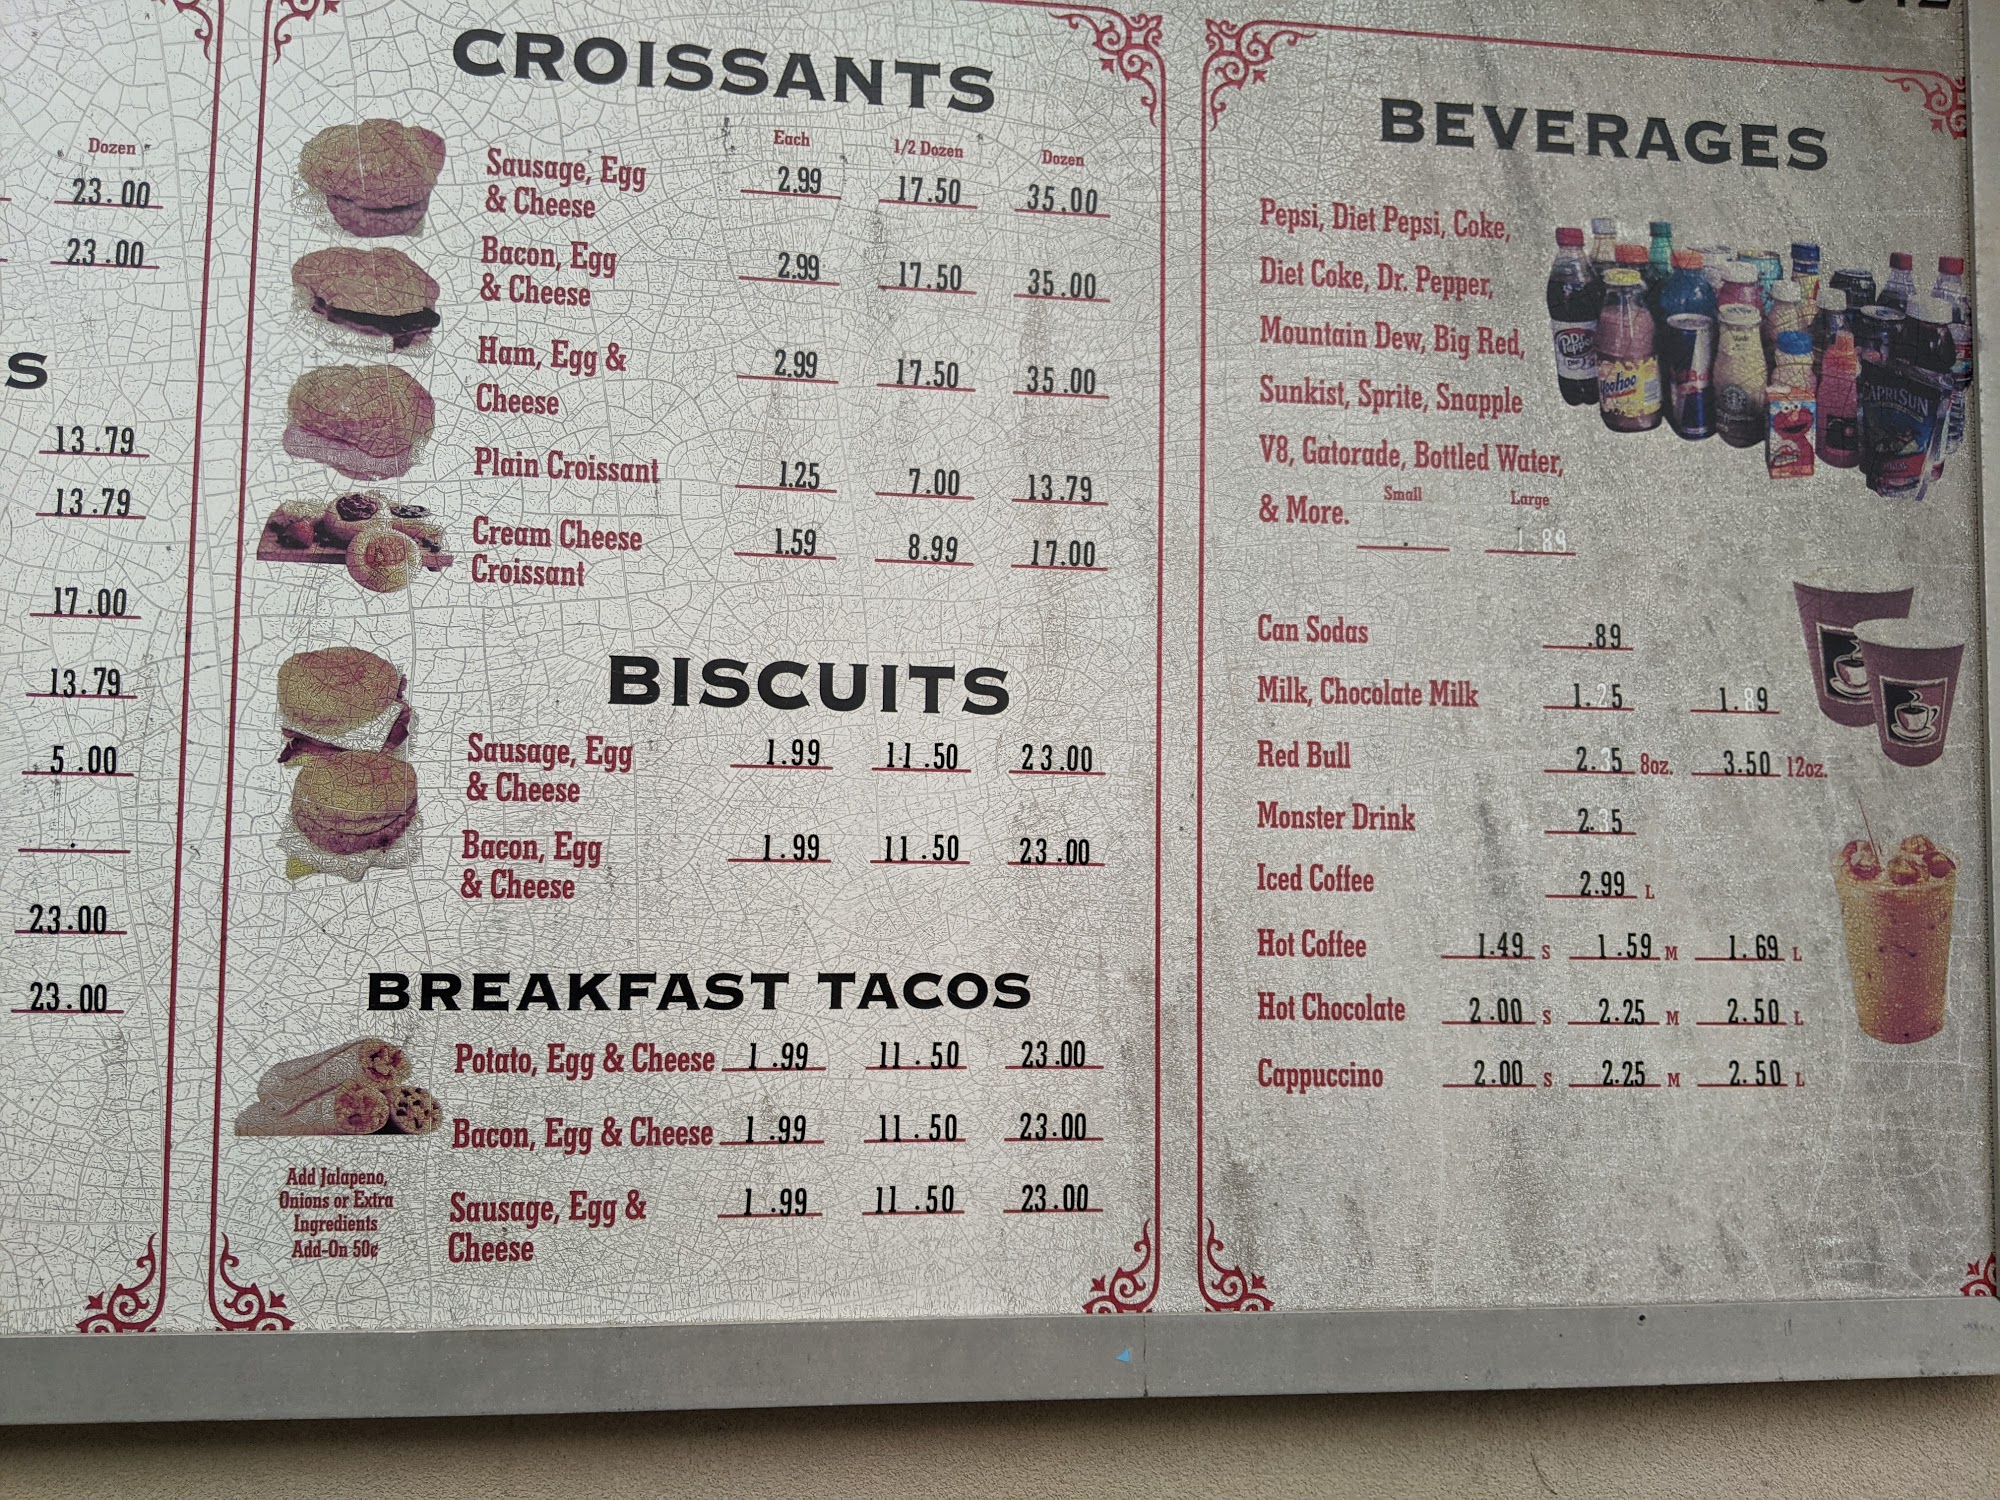 Dozen
23.00
23.00
S
13.79
13.79
17.00
13.79
5.00
23.00
23.00
CROISSANTS
Each 1/2 Dozen Dozen
Sausage, Egg
& Cheese 2.99 17.50 35.00
Bacon, Egg
& Cheese 2.99 17.50 35.00
Ham, Egg &
Cheese 2.99 17.50 35.00
Plain Croissant 1.25 7.00 13.79
Cream Cheese
Croissant 1.59 8.99 17.00
BISCUITS
Sausage, Egg
& Cheese 1.99 11.50 23.00
Bacon, Egg
& Cheese 1.99 11.50 23.00
BREAKFAST TACOS
Potato, Egg & Cheese 1.99 11.50 23.00
Bacon, Egg & Cheese 1.99 11.50 23.00
Sausage, Egg &
Cheese 1.99 11.50 23.00
Add Jalapeno,
Onions or Extra
Ingredients
Add-On 50¢
BEVERAGES
Pepsi, Diet Pepsi, Coke,
Diet Coke, Dr. Pepper,
Mountain Dew, Big Red,
Sunkist, Sprite, Snapple
V8, Gatorade, Bottled Water,
Small Large
& More. 1.89
Can Sodas .89
Milk, Chocolate Milk 1.25 1.89
Red Bull 2.35 8oz. 3.50 12oz.
Monster Drink 2.35
Iced Coffee 2.99 L
Hot Coffee 1.49 S 1.59 M 1.69 L
Hot Chocolate 2.00 S 2.25 M 2.50 L
Cappuccino 2.00 S 2.25 M 2.50 L
Dr Pepper
Yoohoo
CAPRI SUN